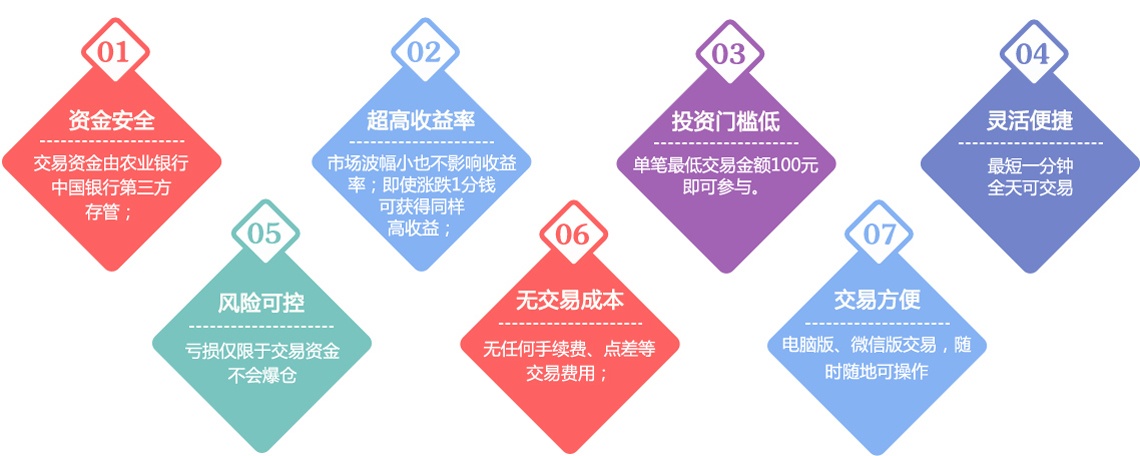 01
资金安全
交易资金由农业银行
中国银行第三方
存管；
02
超高收益率
市场波幅小也不影响收益
率；即使涨跌1分钱
可获得同样
高收益；
03
投资门槛低
单笔最低交易金额100元
即可参与。
04
灵活便捷
最短一分钟
全天可交易
05
风险可控
亏损仅限于交易资金
不会爆仓
06
无交易成本
无任何手续费、点差等
交易费用；
07
交易方便
电脑版、微信版交易，随
时随地可操作